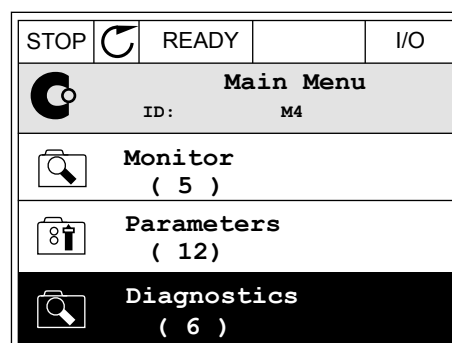 STOP READY I/O
Main Menu
ID: M4
Monitor
( 5 )
Parameters
( 12)
Diagnostics
( 6 )